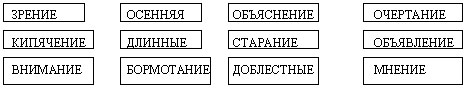 ЗРЕНИЕ ОСЕННЯЯ ОБЪЯСНЕНИЕ ОЧЕРТАНИЕ
КИПЯЧЕНИЕ ДЛИННЫЕ СТАРАНИЕ ОБЪЯВЛЕНИЕ
ВНИМАНИЕ БОРМОТАНИЕ ДОБЛЕСТНЫЕ МНЕНИЕ